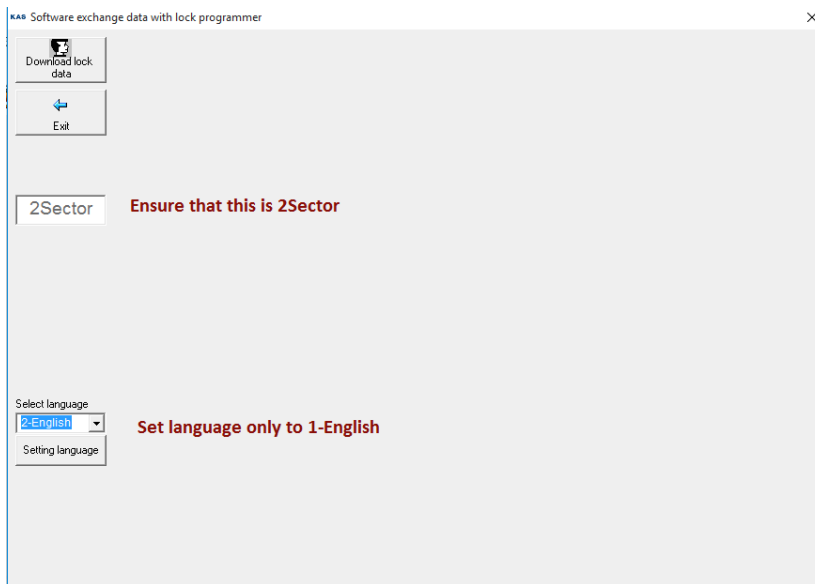 KAS Software exchange data with lock programmer
Download lock
data
Exit
2Sector
Ensure that this is 2Sector
Select language
2-English
Set language only to 1-English
Setting language